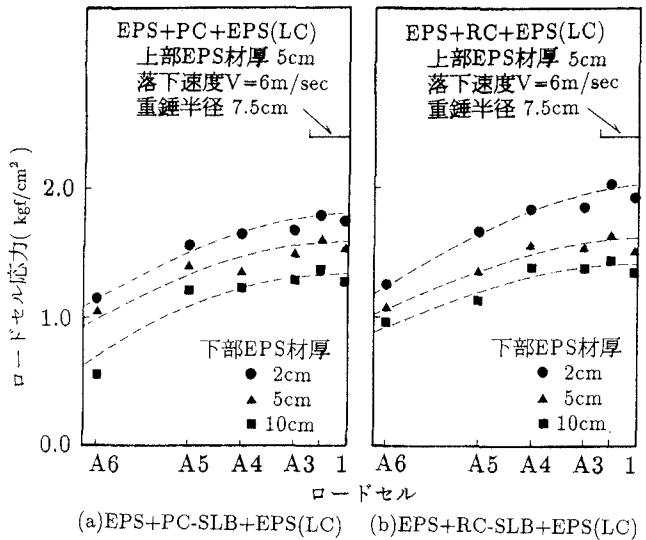 EPS+PC+EPS(LC)
上部EPS材厚 5cm
落下速度V=6m/sec
重錘半径 7.5cm
EPS+RC+EPS(LC)
上部EPS材厚 5cm
落下速度V=6m/sec
重錘半径 7.5cm
ロードセル応力( kgf/cm²)
2.0
1.0
0.0
下部EPS材厚
● 2cm
▲ 5cm
■ 10cm
下部EPS材厚
● 2cm
▲ 5cm
■ 10cm
A6 A5 A4 A3 1
A6 A5 A4 A3 1
ロードセル
(a)EPS+PC-SLB+EPS(LC)
(b)EPS+RC-SLB+EPS(LC)